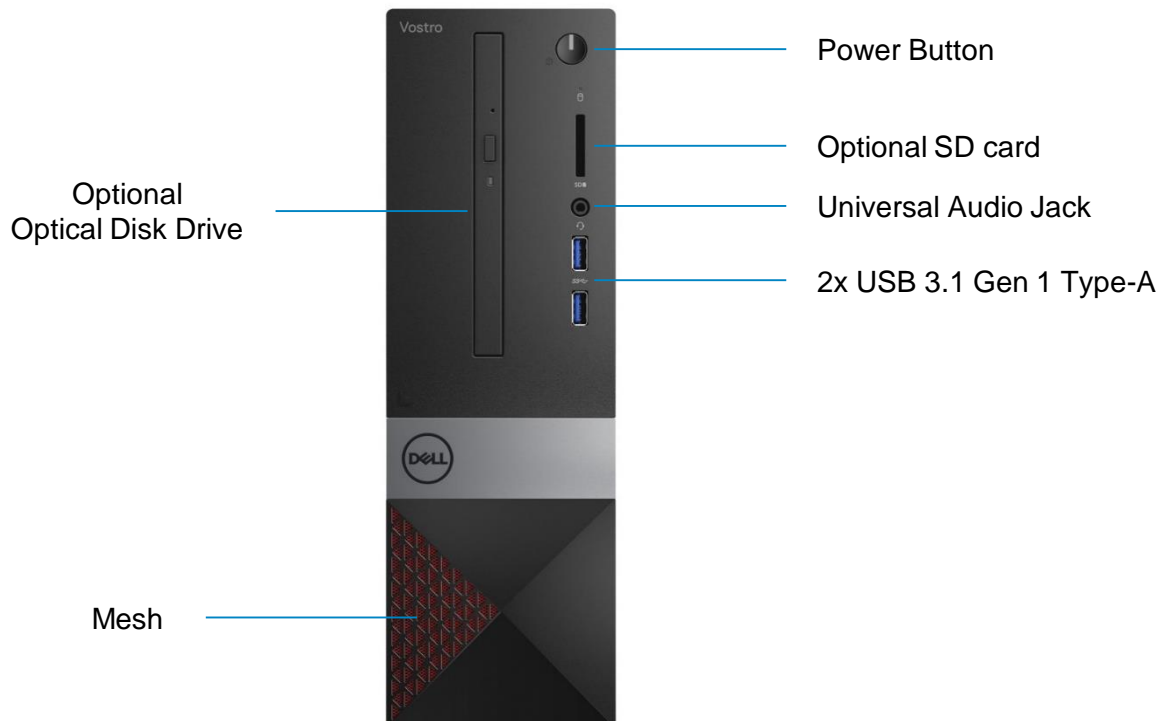 Vostro
Power Button
Optional SD card
SD
Universal Audio Jack
2x USB 3.1 Gen 1 Type-A
Optional
Optical Disk Drive
DELL
Mesh